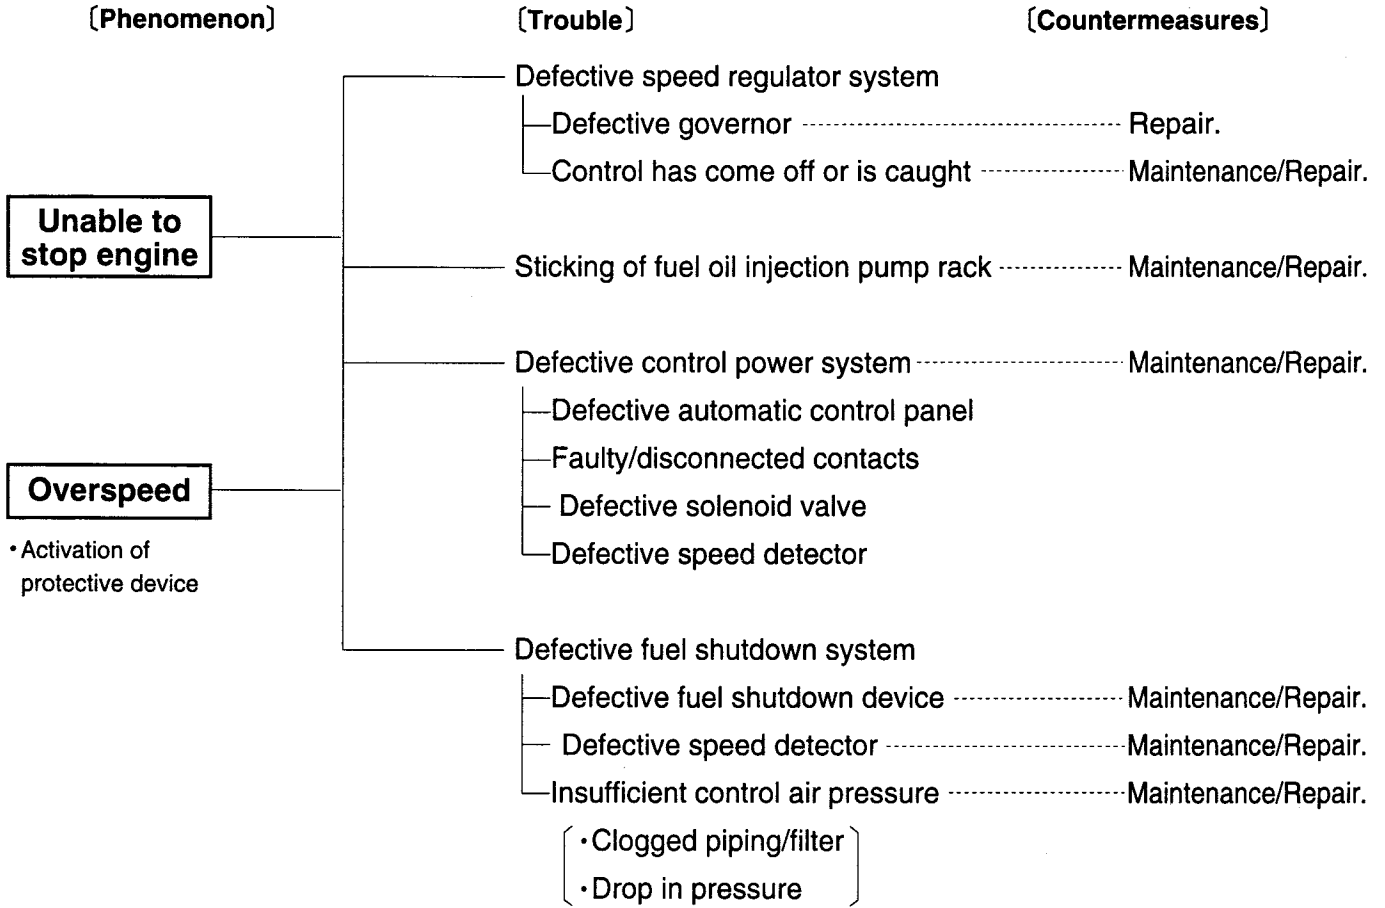 〔Phenomenon〕 〔Trouble〕 〔Countermeasures〕
Defective speed regulator system
Defective governor Repair.
Control has come off or is caught Maintenance/Repair.
Unable to
stop engine
Sticking of fuel oil injection pump rack Maintenance/Repair.
Defective control power system Maintenance/Repair.
Defective automatic control panel
Faulty/disconnected contacts
Overspeed
Defective solenoid valve
・Activation of
protective device
Defective speed detector
Defective fuel shutdown system
Defective fuel shutdown device Maintenance/Repair.
Defective speed detector Maintenance/Repair.
Insufficient control air pressure Maintenance/Repair.
・Clogged piping/filter
・Drop in pressure